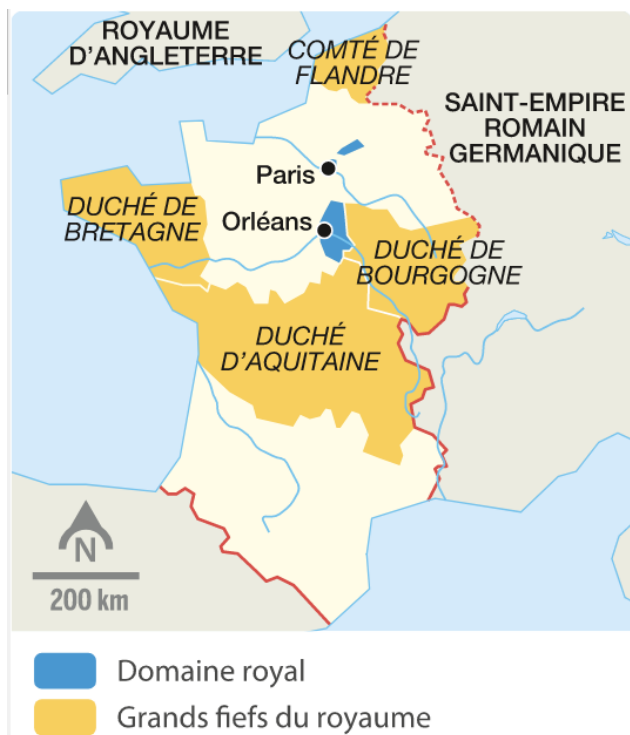 ROYAUME
D'ANGLETERRE
COMTÉ DE
FLANDRE
SAINT-EMPIRE
ROMAIN
GERMANIQUE
Paris
DUCHÉ DE
BRETAGNE
Orléans
DUCHÉ DE
BOURGOGNE
DUCHÉ
D'AQUITAINE
N
200 km
Domaine royal
Grands fiefs du royaume